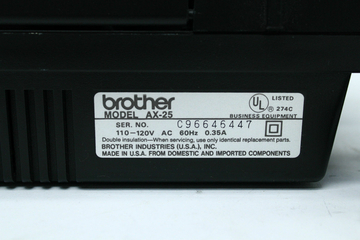 brother
MODEL AX-25
UL LISTED
274C
BUSINESS EQUIPMENT
SER. NO. C96646447
110-120V AC 60Hz 0.35A
Double insulation—When servicing, use only identical replacement parts.
BROTHER INDUSTRIES (U.S.A.), INC.
MADE IN U.S.A. FROM DOMESTIC AND IMPORTED COMPONENTS